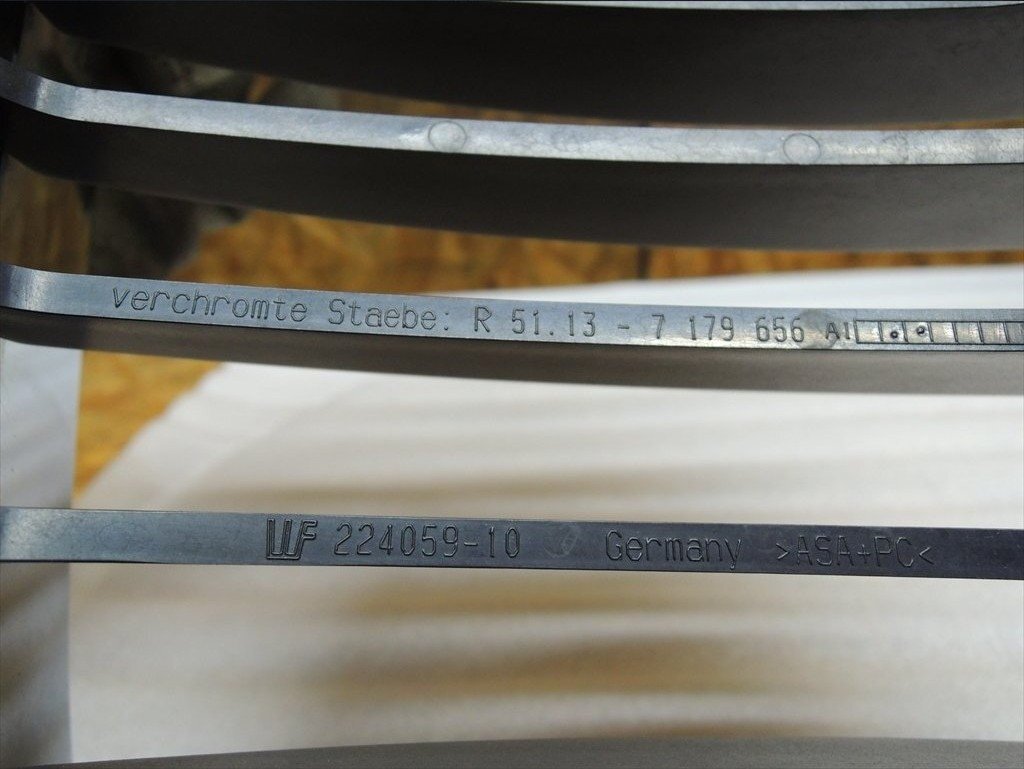 verchromte Staebe: R 51.13 - 7 179 656 AI
WF 224059-10 Germany >ASA+PC<